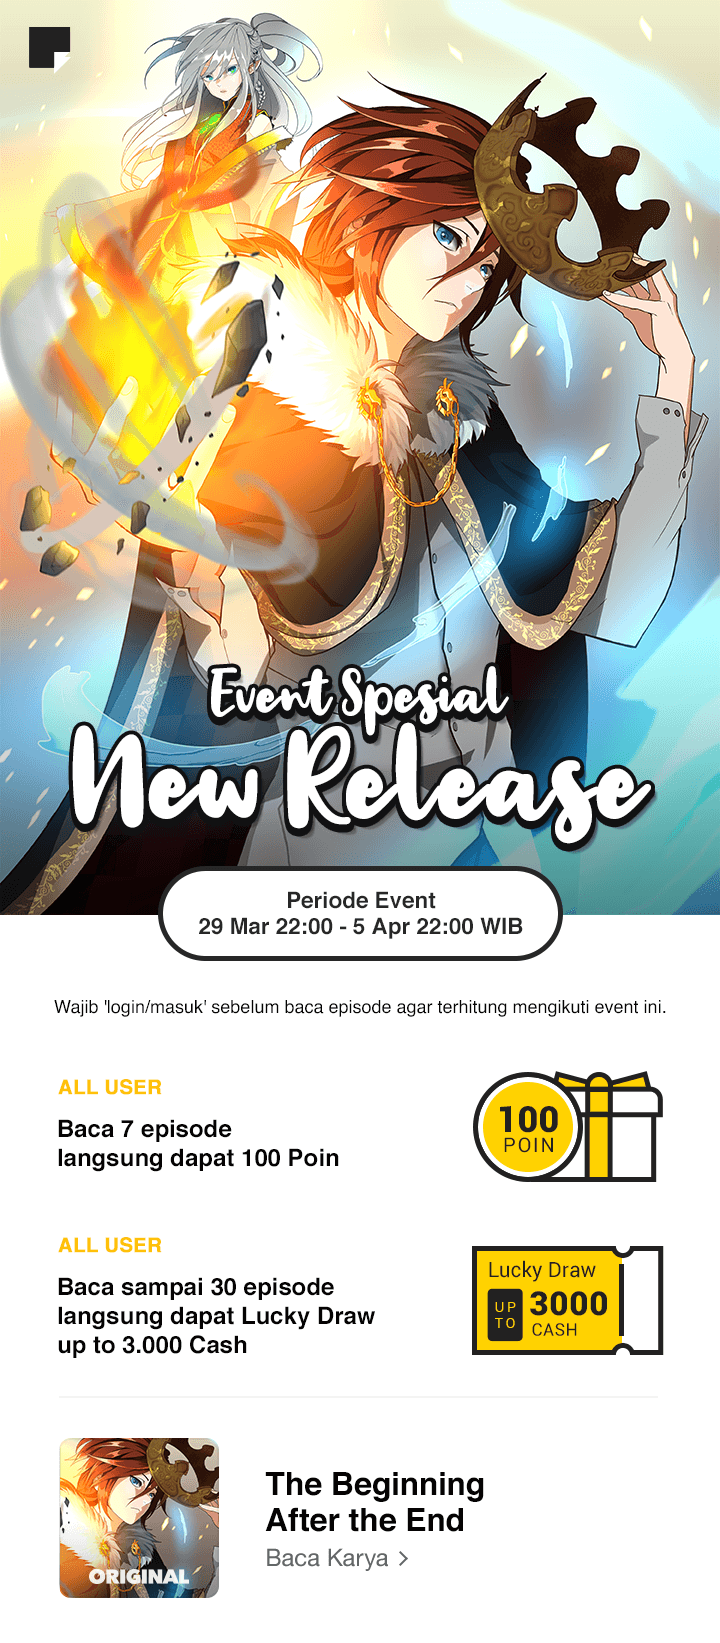 Event Spesial
New Release
Periode Event
29 Mar 22:00 - 5 Apr 22:00 WIB
Wajib 'login/masuk' sebelum baca episode agar terhitung mengikuti event ini.
ALL USER
Baca 7 episode
langsung dapat 100 Poin
100
POIN
ALL USER
Baca sampai 30 episode
langsung dapat Lucky Draw
up to 3.000 Cash
Lucky Draw
UP TO
3000
CASH
ORIGINAL
The Beginning
After the End
Baca Karya >